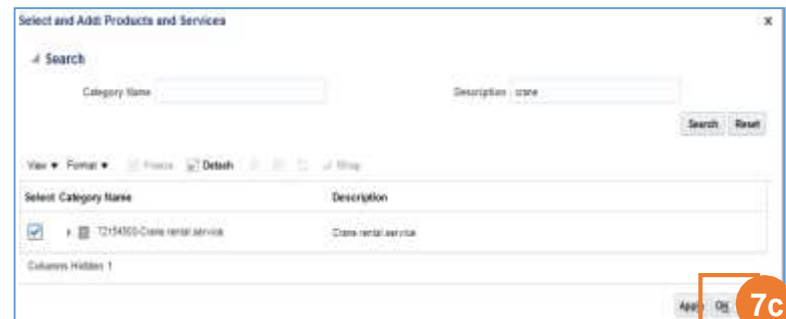 Select and Add: Products and Services x
Search
Category Name
Description crane
Search Reset
View Format Freeze Detach Wrap
Select Category Name Description
72154503-Crane rental service Crane rental service
Columns Hidden 1
Apply OK
7c